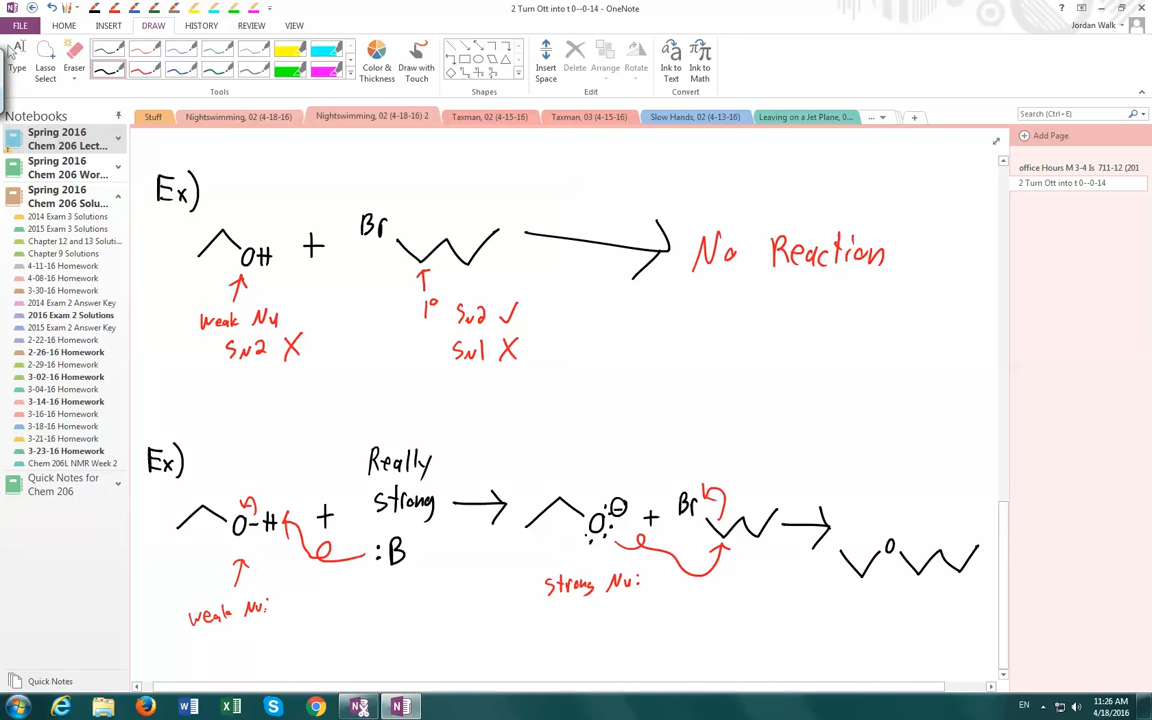 2 Turn Ott into t 0--0-14 - OneNote
Jordan Walk
FILE HOME INSERT DRAW HISTORY REVIEW VIEW
Type
Lasso Select
Eraser
Color & Thickness
Draw with Touch
Insert Space
Delete
Arrange
Rotate
Ink to Text
Ink to Math
Tools
Shapes
Edit
Convert
Notebooks
Stuff
Nightswimming, 02 (4-18-16)
Nightswimming, 02 (4-18-16) 2
Taxman, 02 (4-15-16)
Taxman, 03 (4-15-16)
Slow Hands, 02 (4-13-16)
Leaving on a Jet Plane, 0...
...
Search (Ctrl+E)
Spring 2016
Chem 206 Lect...
Spring 2016
Chem 206 Wor...
Spring 2016
Chem 206 Solu...
2014 Exam 3 Solutions
2015 Exam 3 Solutions
Chapter 12 and 13 Soluti...
Chapter 9 Solutions
4-11-16 Homework
4-08-16 Homework
3-30-16 Homework
2014 Exam 2 Answer Key
2016 Exam 2 Solutions
2015 Exam 2 Answer Key
2-22-16 Homework
2-26-16 Homework
2-29-16 Homework
3-02-16 Homework
3-04-16 Homework
3-14-16 Homework
3-16-16 Homework
3-18-16 Homework
3-21-16 Homework
3-23-16 Homework
Chem 206L NMR Week 2
Quick Notes for
Chem 206
Quick Notes
Add Page
office Hours M 3-4 Is 711-12 (201
2 Turn Ott into t 0--0-14
Ex)
OH + Br
No Reaction
weak Nu
SN2 X
1° SN2 ✓
SN1 X
Ex)
Really
strong
:B
O-H +
O ⊖ + Br
O
weak Nu:
strong Nu:
EN
11:26 AM
4/18/2016